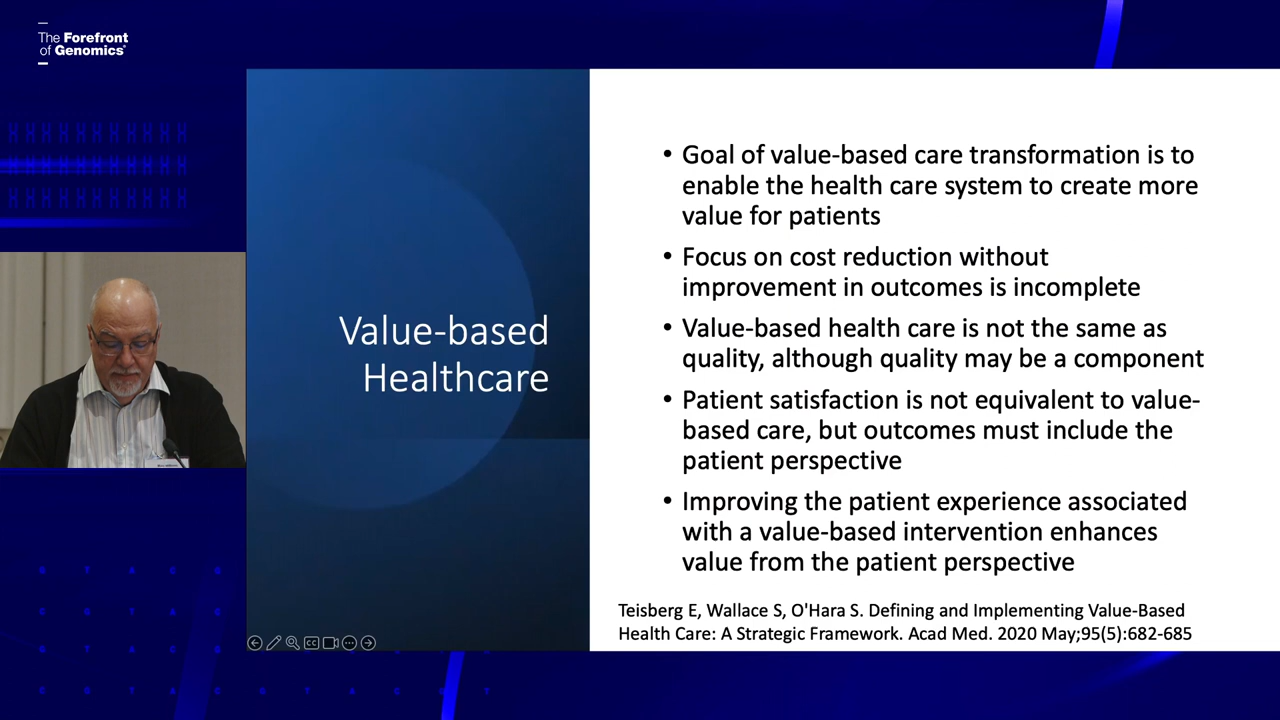 The Forefront
of Genomics®
Value-based
Healthcare
• Goal of value-based care transformation is to
enable the health care system to create more
value for patients
• Focus on cost reduction without
improvement in outcomes is incomplete
• Value-based health care is not the same as
quality, although quality may be a component
• Patient satisfaction is not equivalent to value-
based care, but outcomes must include the
patient perspective
• Improving the patient experience associated
with a value-based intervention enhances
value from the patient perspective
Teisberg E, Wallace S, O'Hara S. Defining and Implementing Value-Based
Health Care: A Strategic Framework. Acad Med. 2020 May;95(5):682-685
CC